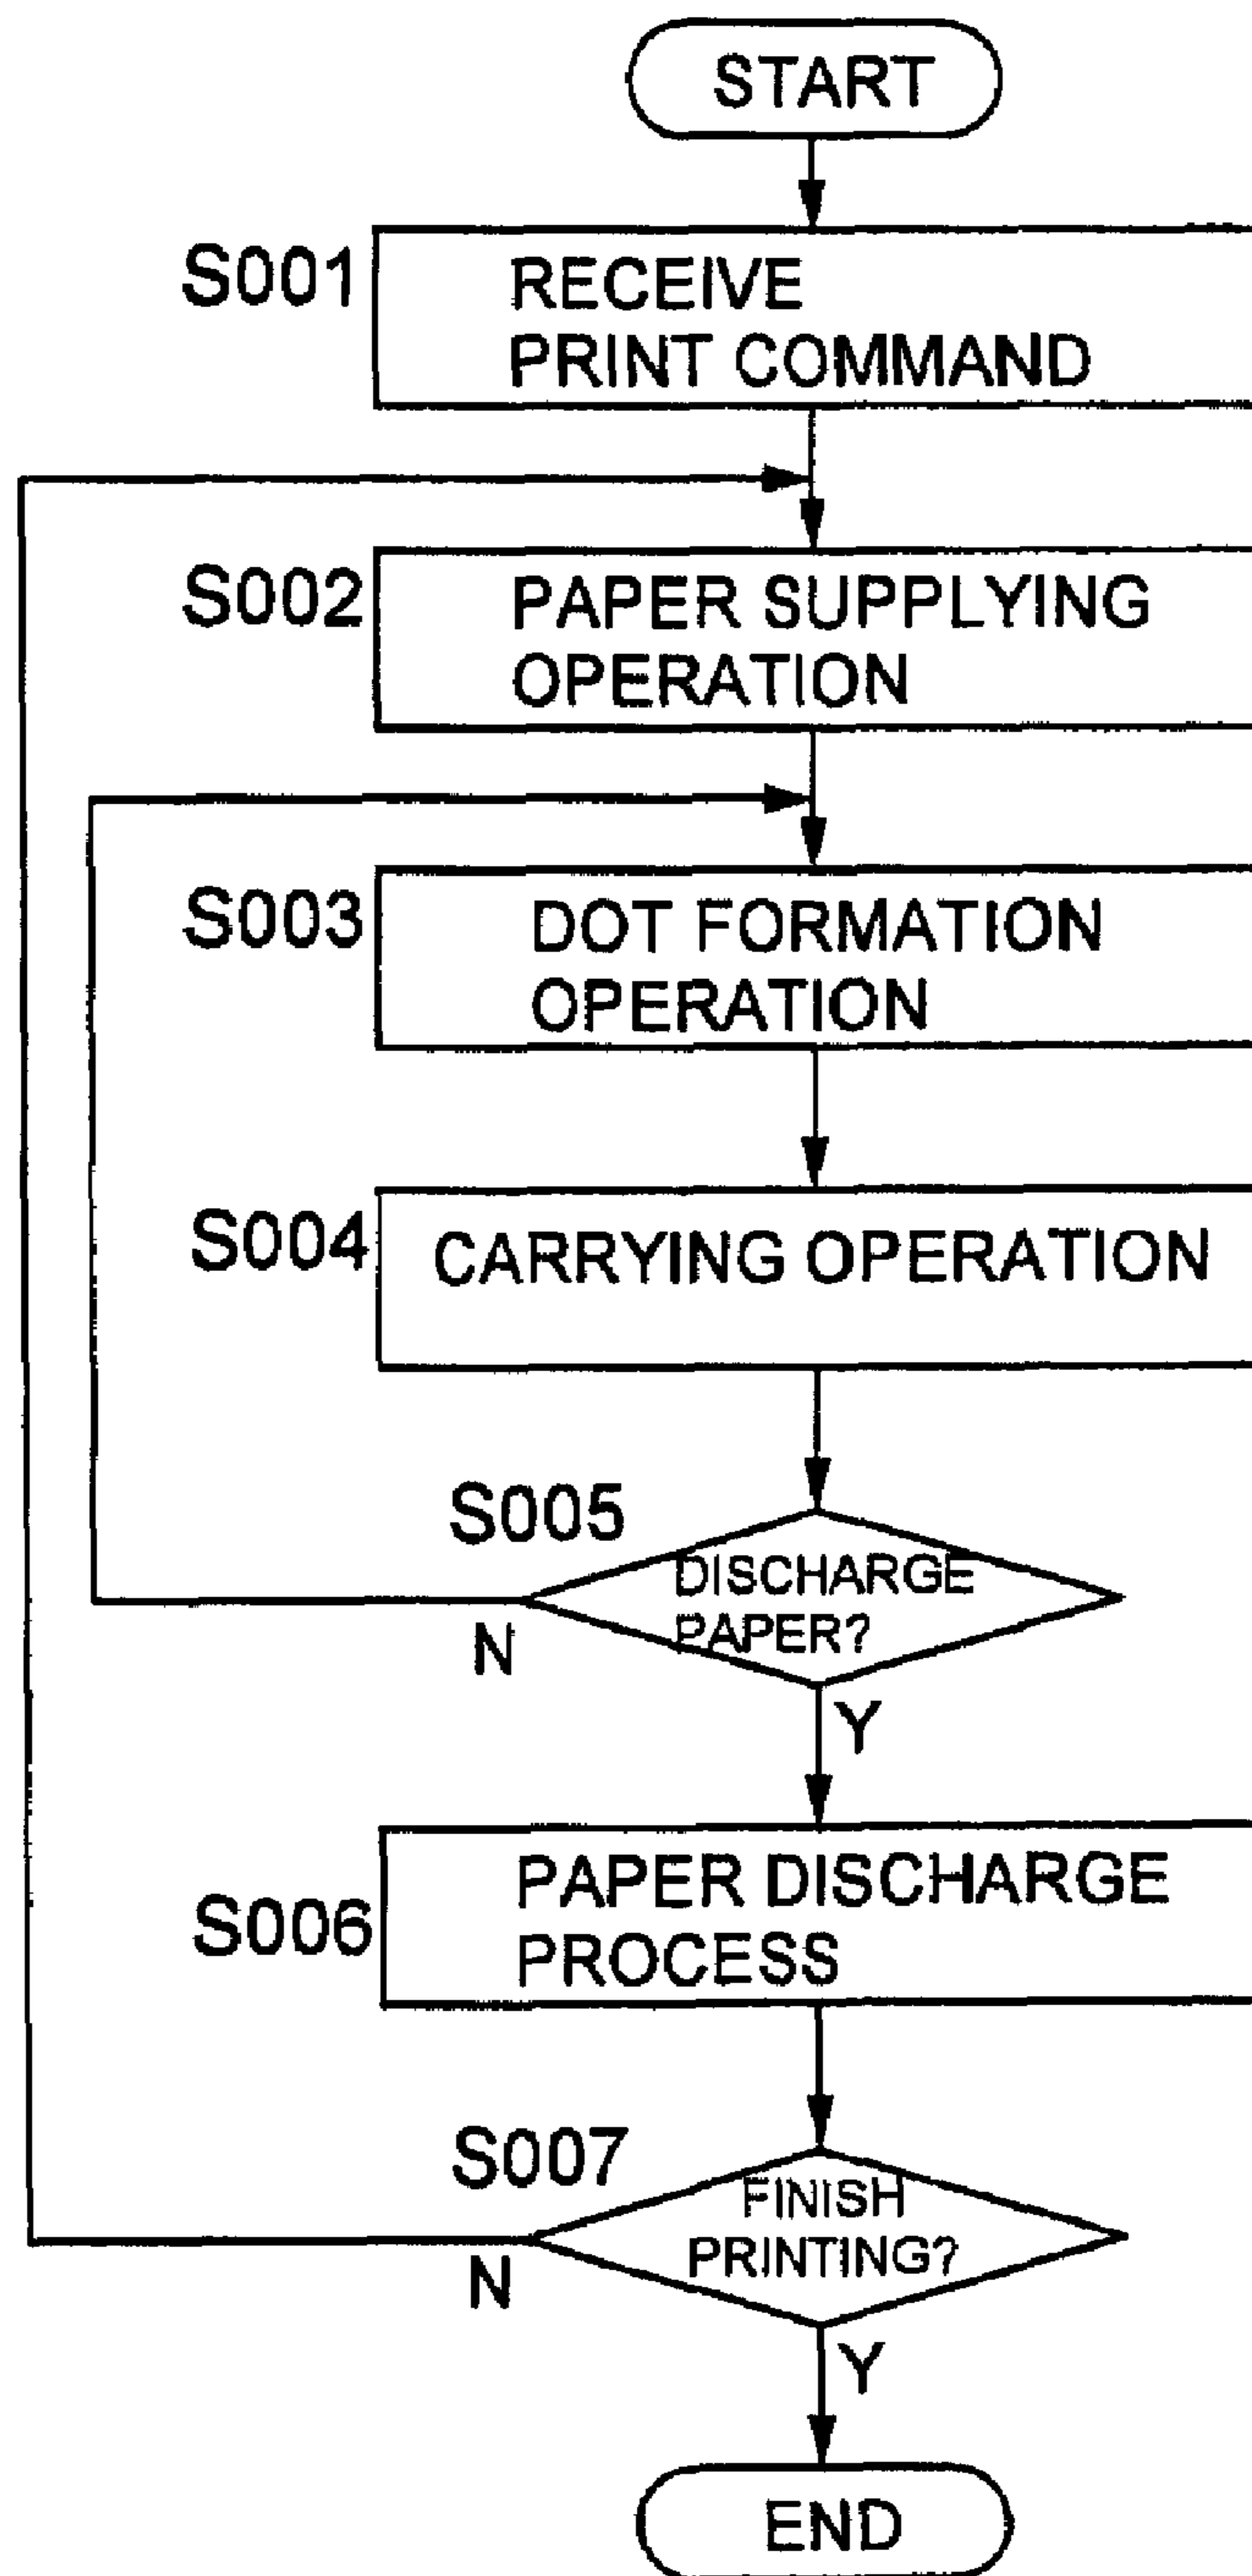 START
S001
RECEIVE
PRINT COMMAND
S002
PAPER SUPPLYING
OPERATION
S003
DOT FORMATION
OPERATION
S004
CARRYING OPERATION
S005
DISCHARGE
PAPER?
N
Y
S006
PAPER DISCHARGE
PROCESS
S007
FINISH
PRINTING?
N
Y
END